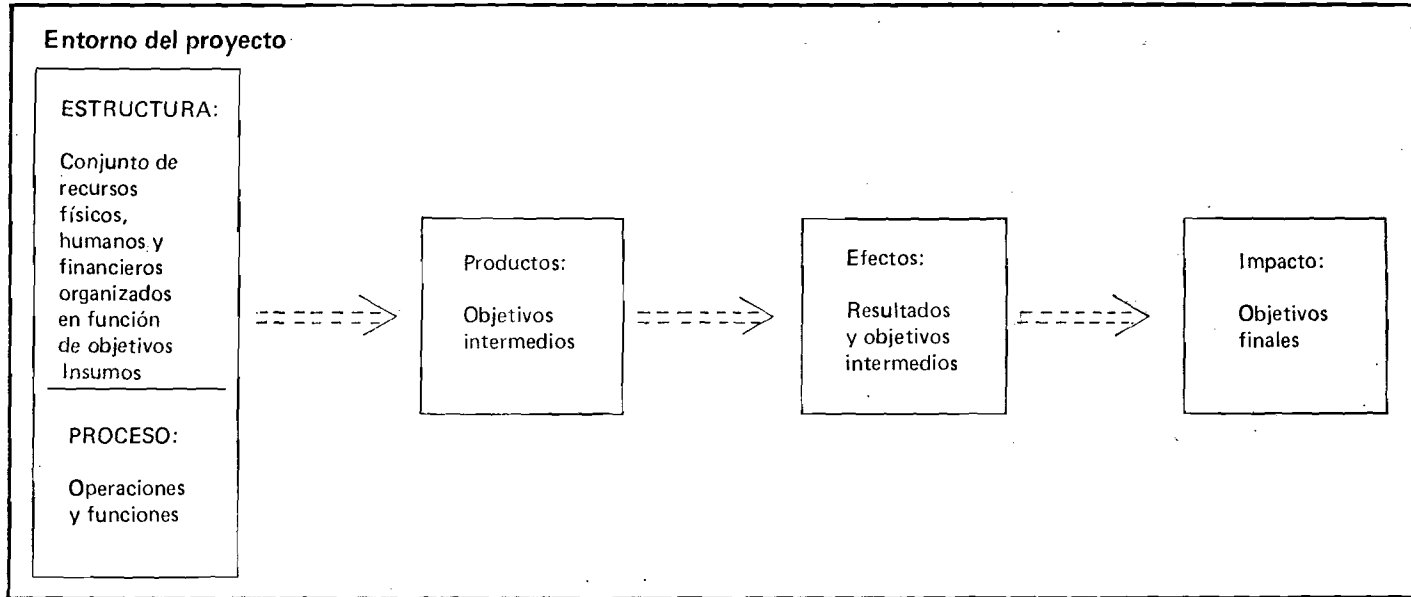 Entorno del proyecto
ESTRUCTURA:
Conjunto de
recursos
físicos,
humanos y
financieros
organizados
en función
de objetivos
Insumos
PROCESO:
Operaciones
y funciones
Productos:
Objetivos
intermedios
Efectos:
Resultados
y objetivos
intermedios
Impacto:
Objetivos
finales